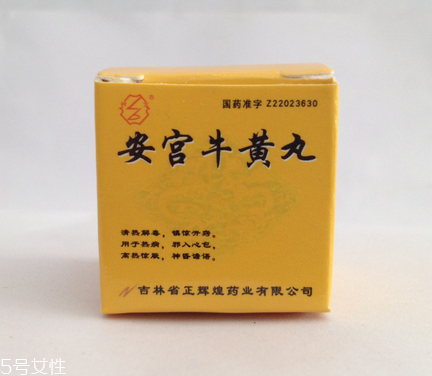 国药准字 Z22023630
安宫牛黄丸
清热解毒，镇惊开窍。
用于热病，邪入心包，
高热惊厥，神昏谵语。
吉林省正辉煌药业有限公司
5号女性